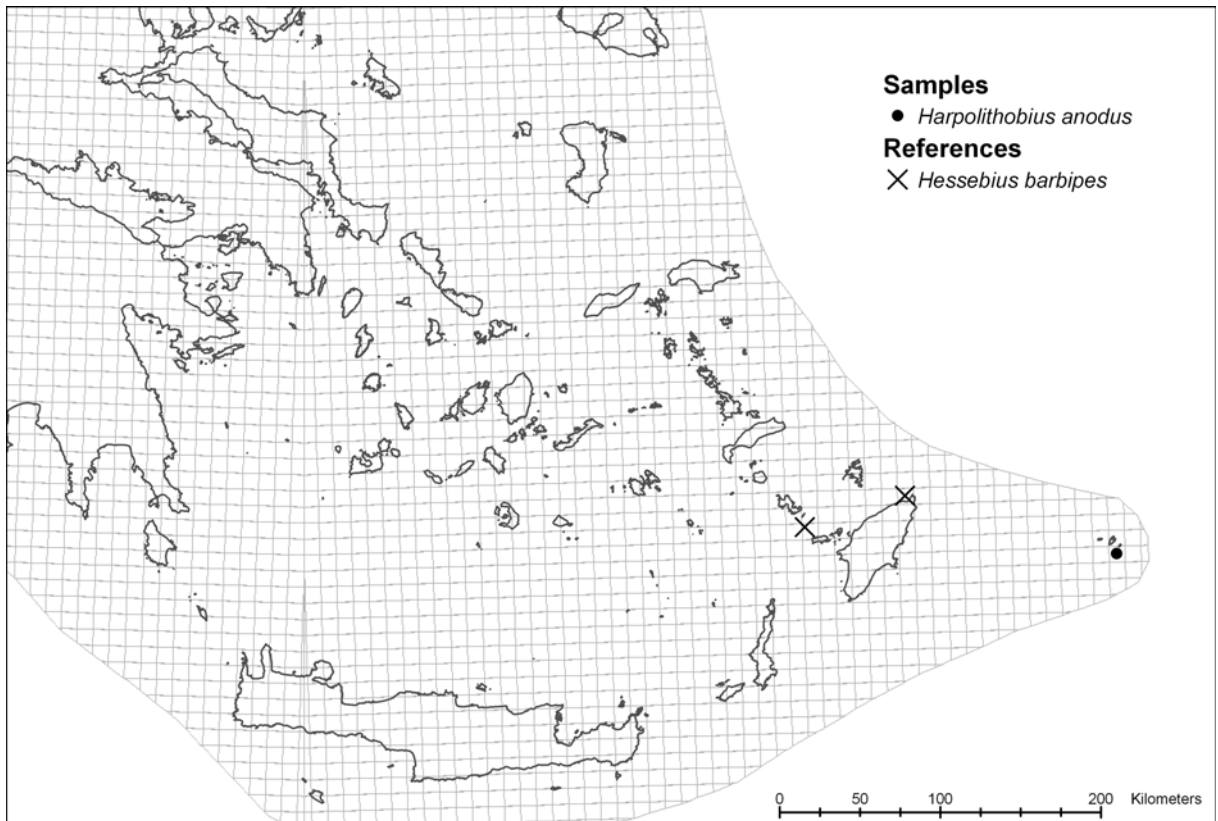 Samples
Harpolithobius anodus
References
Hessebius barbipes
0 50 100 200 Kilometers